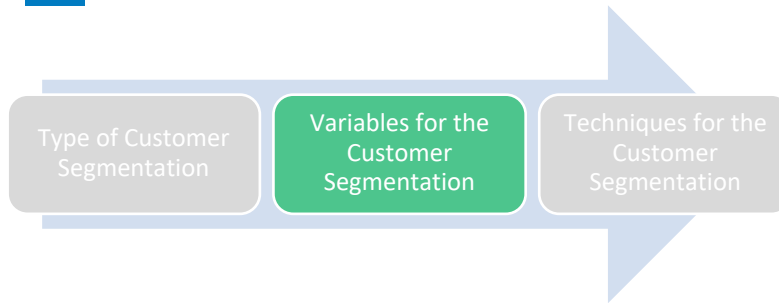 Type of Customer
Segmentation
Variables for the
Customer
Segmentation
Techniques for the
Customer
Segmentation